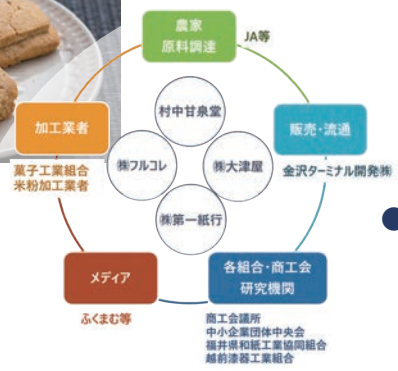 農家
原料調達
JA等
村中甘泉堂
加工業者
販売・流通
㈱フルコレ
㈱大津屋
菓子工業組合
米粉加工業者
金沢ターミナル開発㈱
㈱第一紙行
メディア
各組合・商工会
研究機関
ふくまむ等
商工会議所
中小企業団体中央会
福井県和紙工業協同組合
越前漆器工業組合